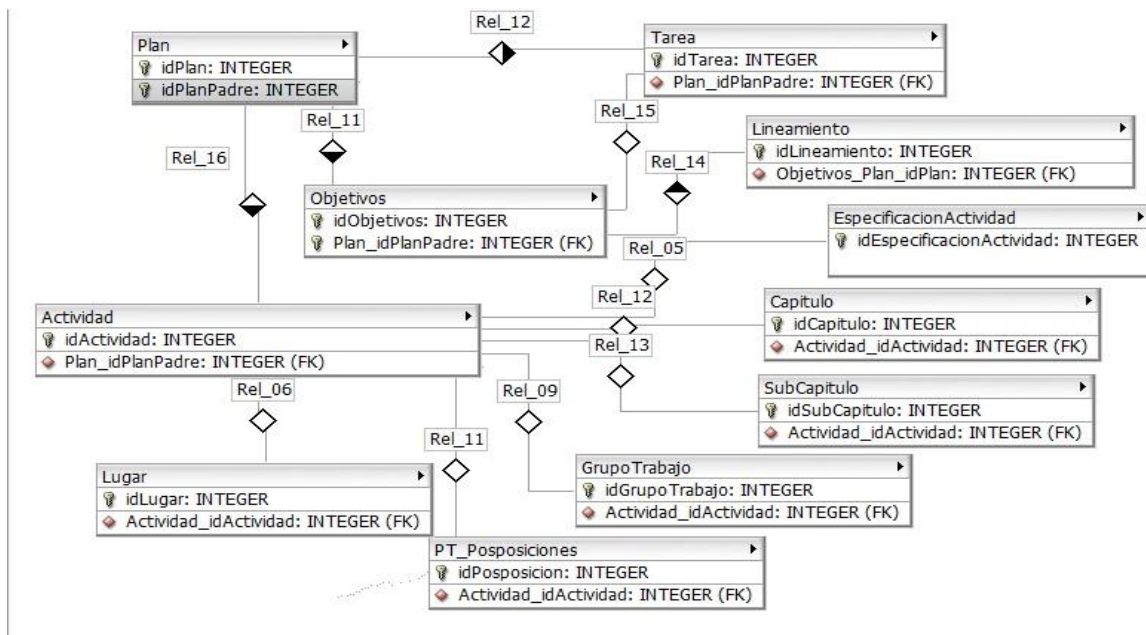 Rel_12
Plan
idPlan: INTEGER
idPlanPadre: INTEGER
Tarea
idTarea: INTEGER
Plan_idPlanPadre: INTEGER (FK)
Rel_11
Rel_15
Rel_16
Rel_14
Lineamiento
idLineamiento: INTEGER
Objetivos_Plan_idPlan: INTEGER (FK)
Objetivos
idObjetivos: INTEGER
Plan_idPlanPadre: INTEGER (FK)
EspecificacionActividad
idEspecificacionActividad: INTEGER
Rel_05
Rel_12
Actividad
idActividad: INTEGER
Plan_idPlanPadre: INTEGER (FK)
Capitulo
idCapitulo: INTEGER
Actividad_idActividad: INTEGER (FK)
Rel_13
Rel_06
Rel_09
SubCapitulo
idSubCapitulo: INTEGER
Actividad_idActividad: INTEGER (FK)
Rel_11
Lugar
idLugar: INTEGER
Actividad_idActividad: INTEGER (FK)
GrupoTrabajo
idGrupoTrabajo: INTEGER
Actividad_idActividad: INTEGER (FK)
PT_Posposiciones
idPosposicion: INTEGER
Actividad_idActividad: INTEGER (FK)